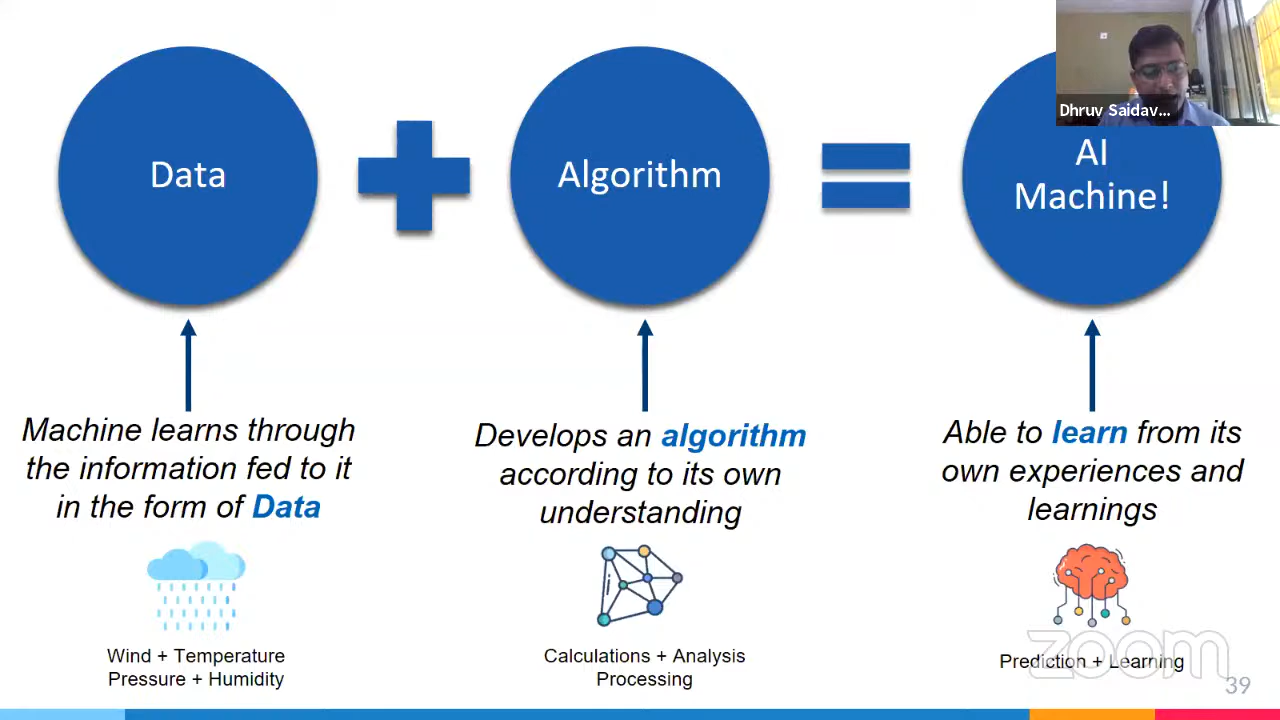 Data
Algorithm
AI
Machine!
Dhruv Saidav...
Machine learns through
the information fed to it
in the form of Data
Develops an algorithm
according to its own
understanding
Able to learn from its
own experiences and
learnings
Wind + Temperature
Pressure + Humidity
Calculations + Analysis
Processing
Prediction + Learning
zoom
39